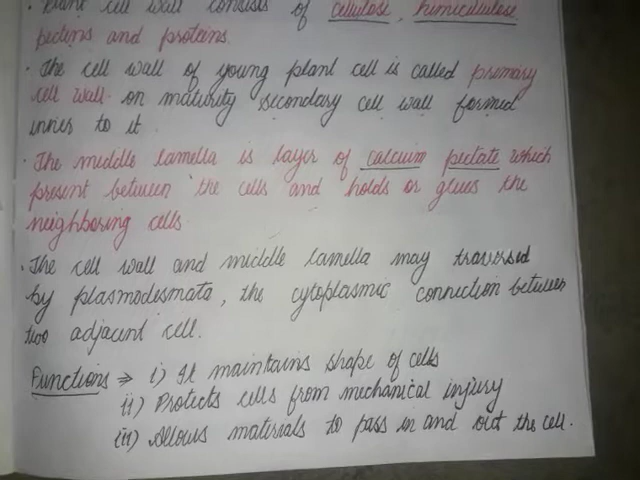 · Plant cell wall consists of cellulose, himicellulose
pectins and proteins.
· The cell wall of young plant cell is called primary
cell wall. on maturity secondary cell wall formed
innies to it.
· The middle lamella is layer of calcium pectate which
present between the cells and holds or glues the
neighboring cells.
· The cell wall and middle lamella may traversed
by plasmodesmata, the cytoplasmic connection between
two adjacent cell.
Functions ⇒ i) It maintains shape of cells
ii) Protects cells from mechanical injury
iii) Allows materials to pass in and out the cell.